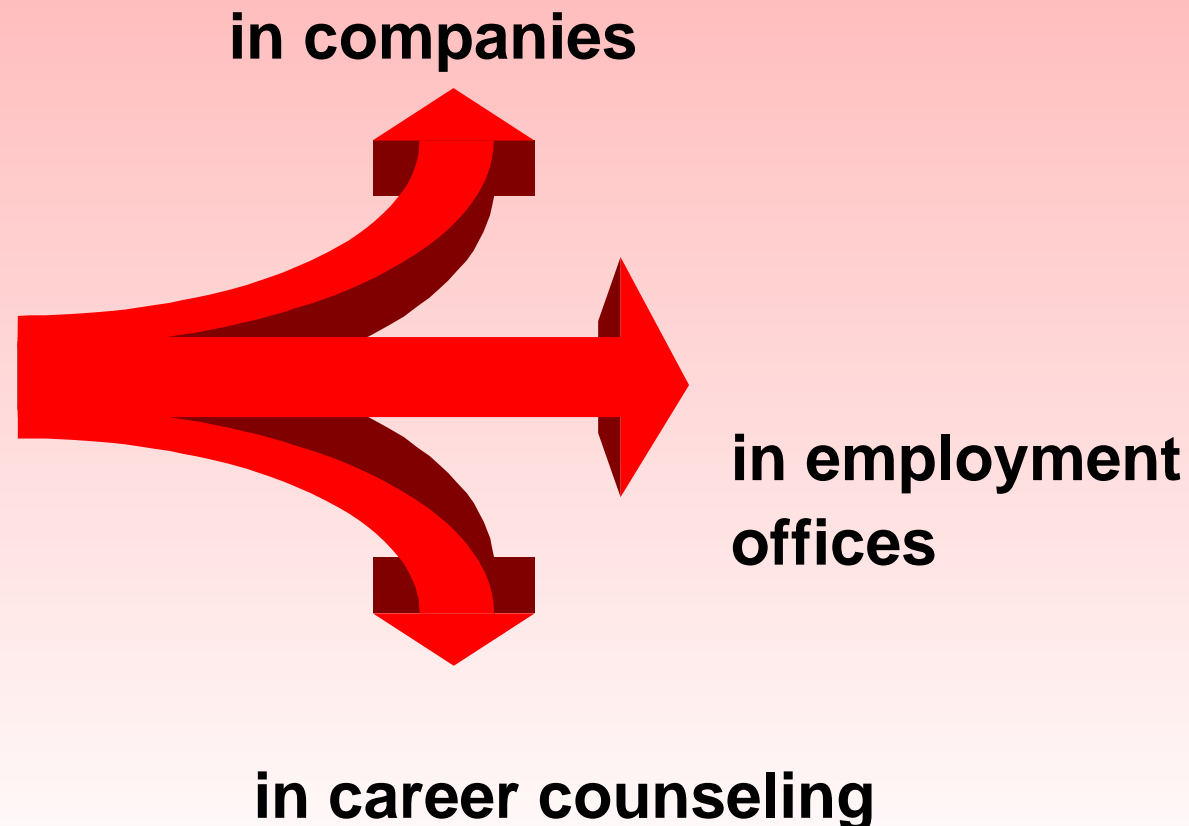 in companies
in employment
offices
in career counseling